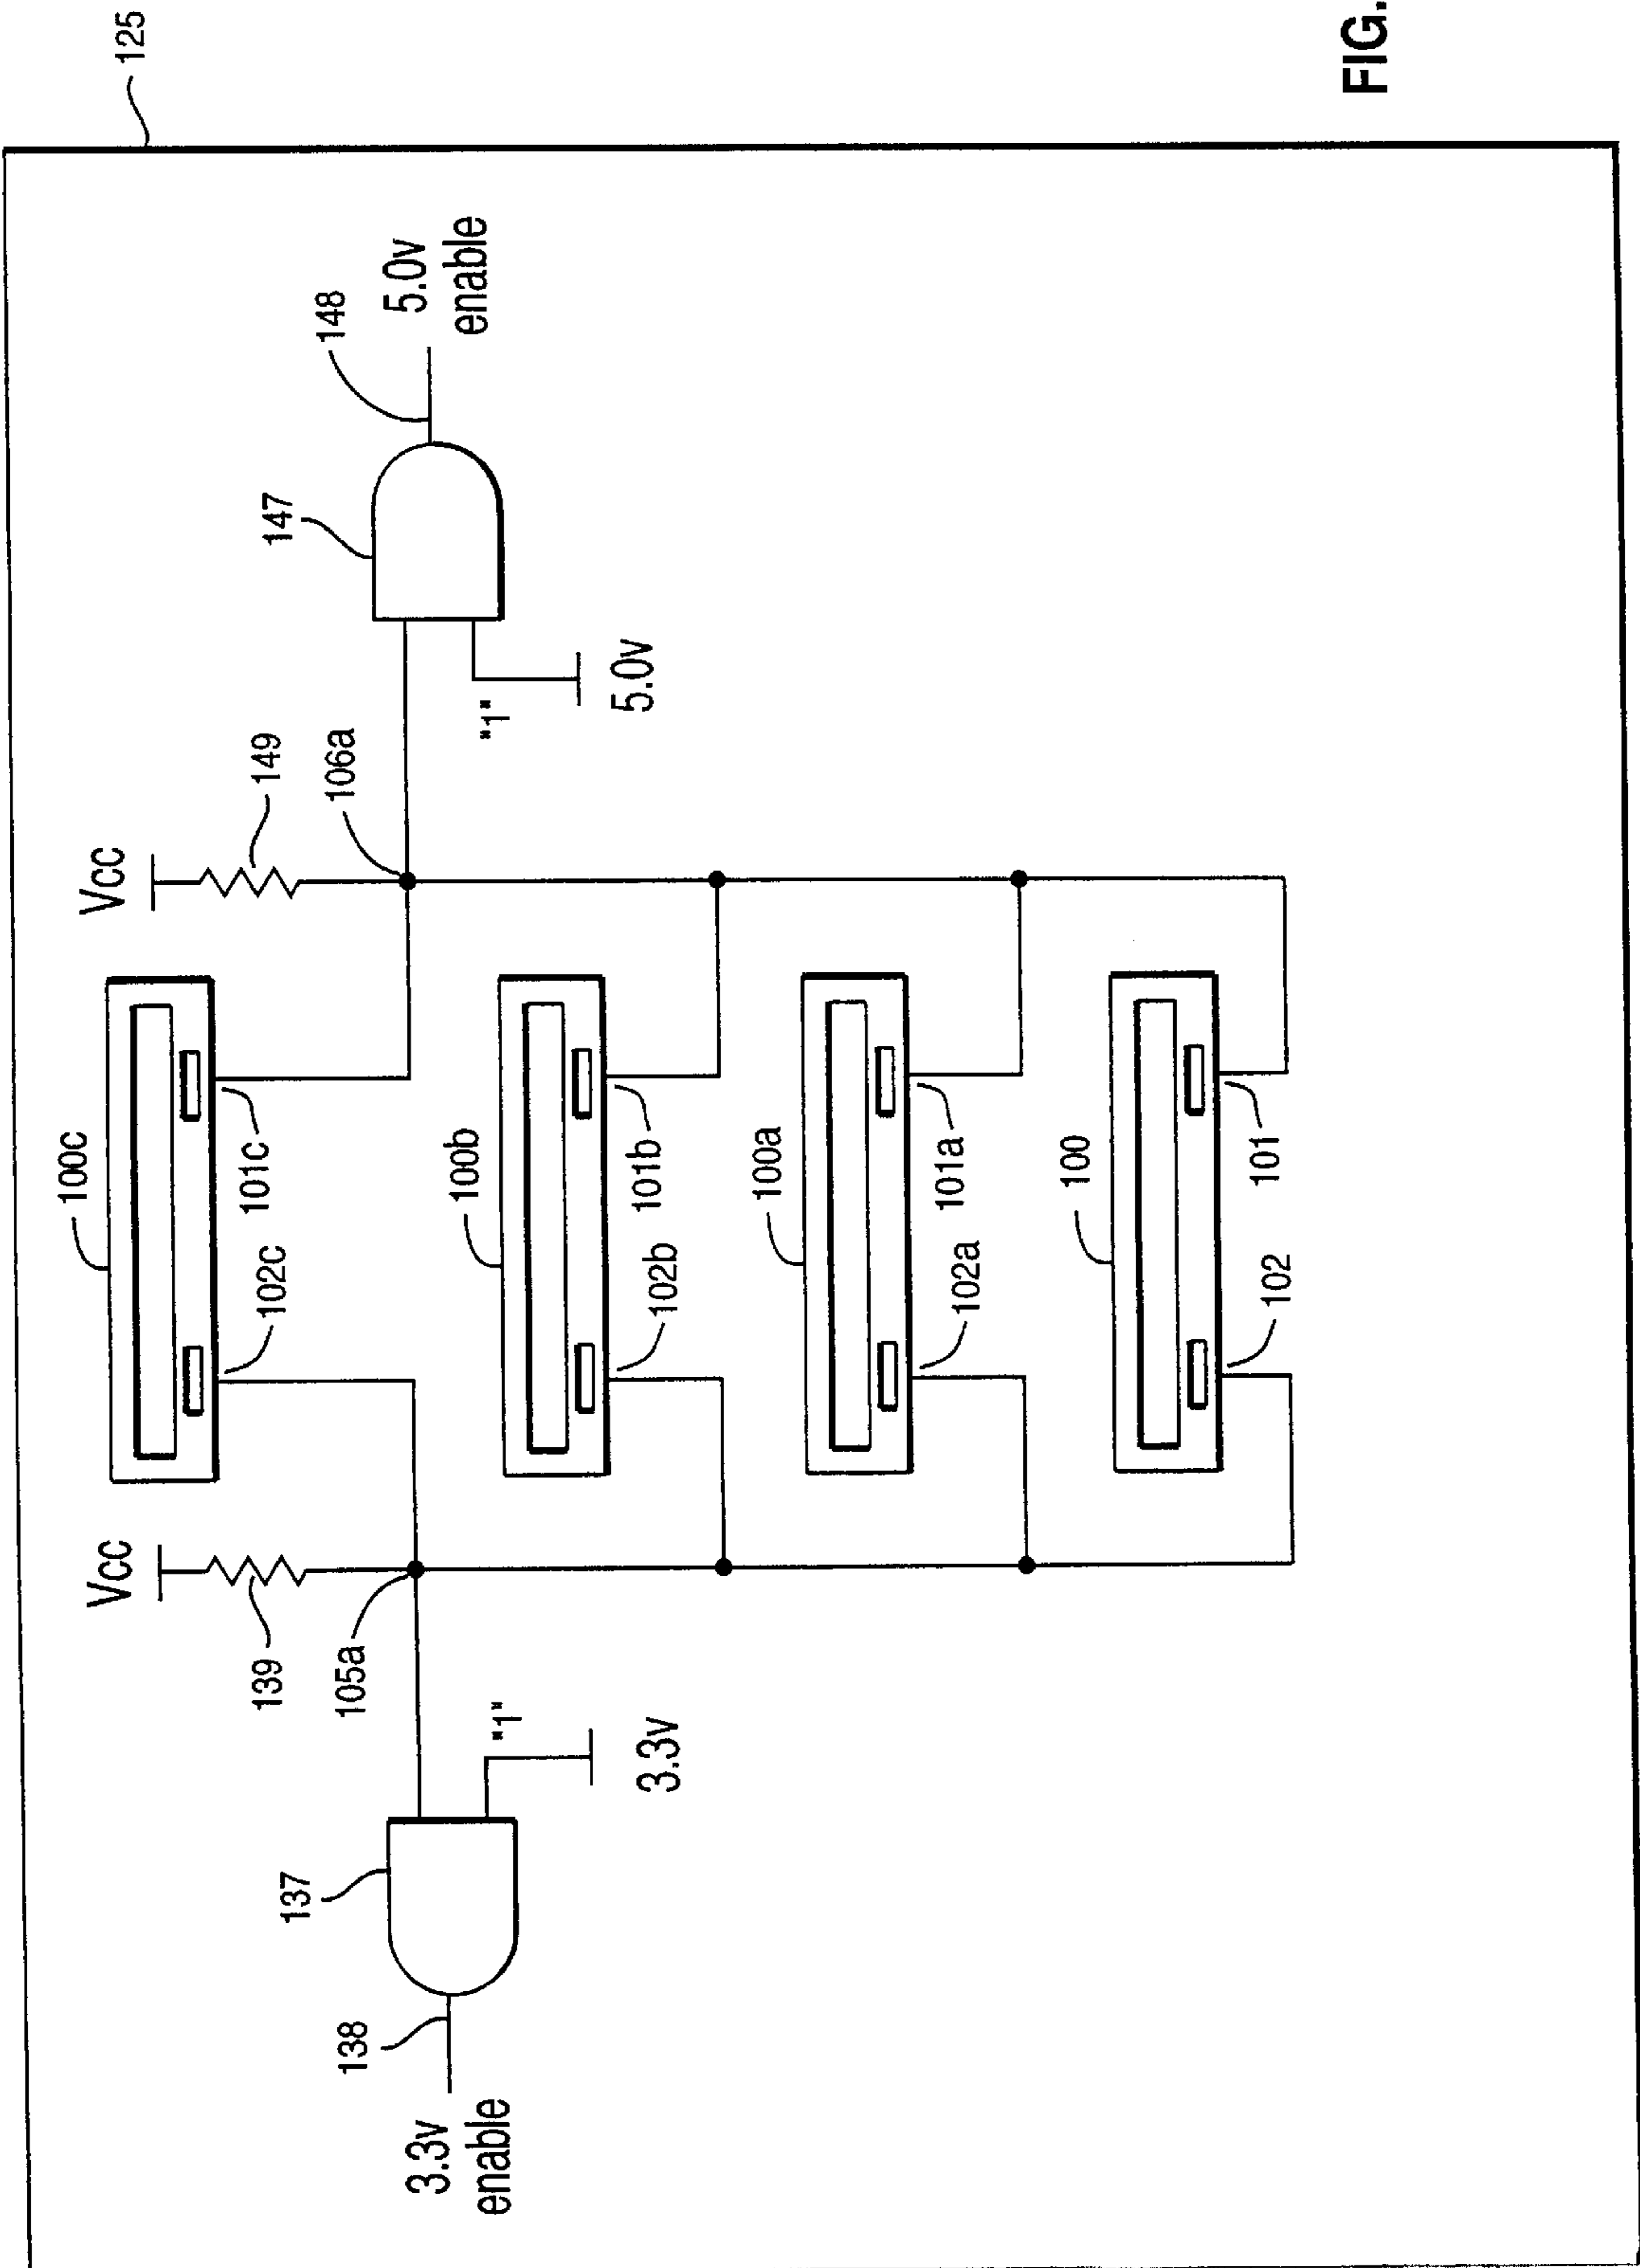 125
Vcc
Vcc
100c
139
149
102c
101c
105a
106a
137
147
138
148
3.3v
enable
5.0v
enable
"1"
"1"
3.3v
5.0v
100b
102b
101b
100a
102a
101a
100
102
101
FIG.